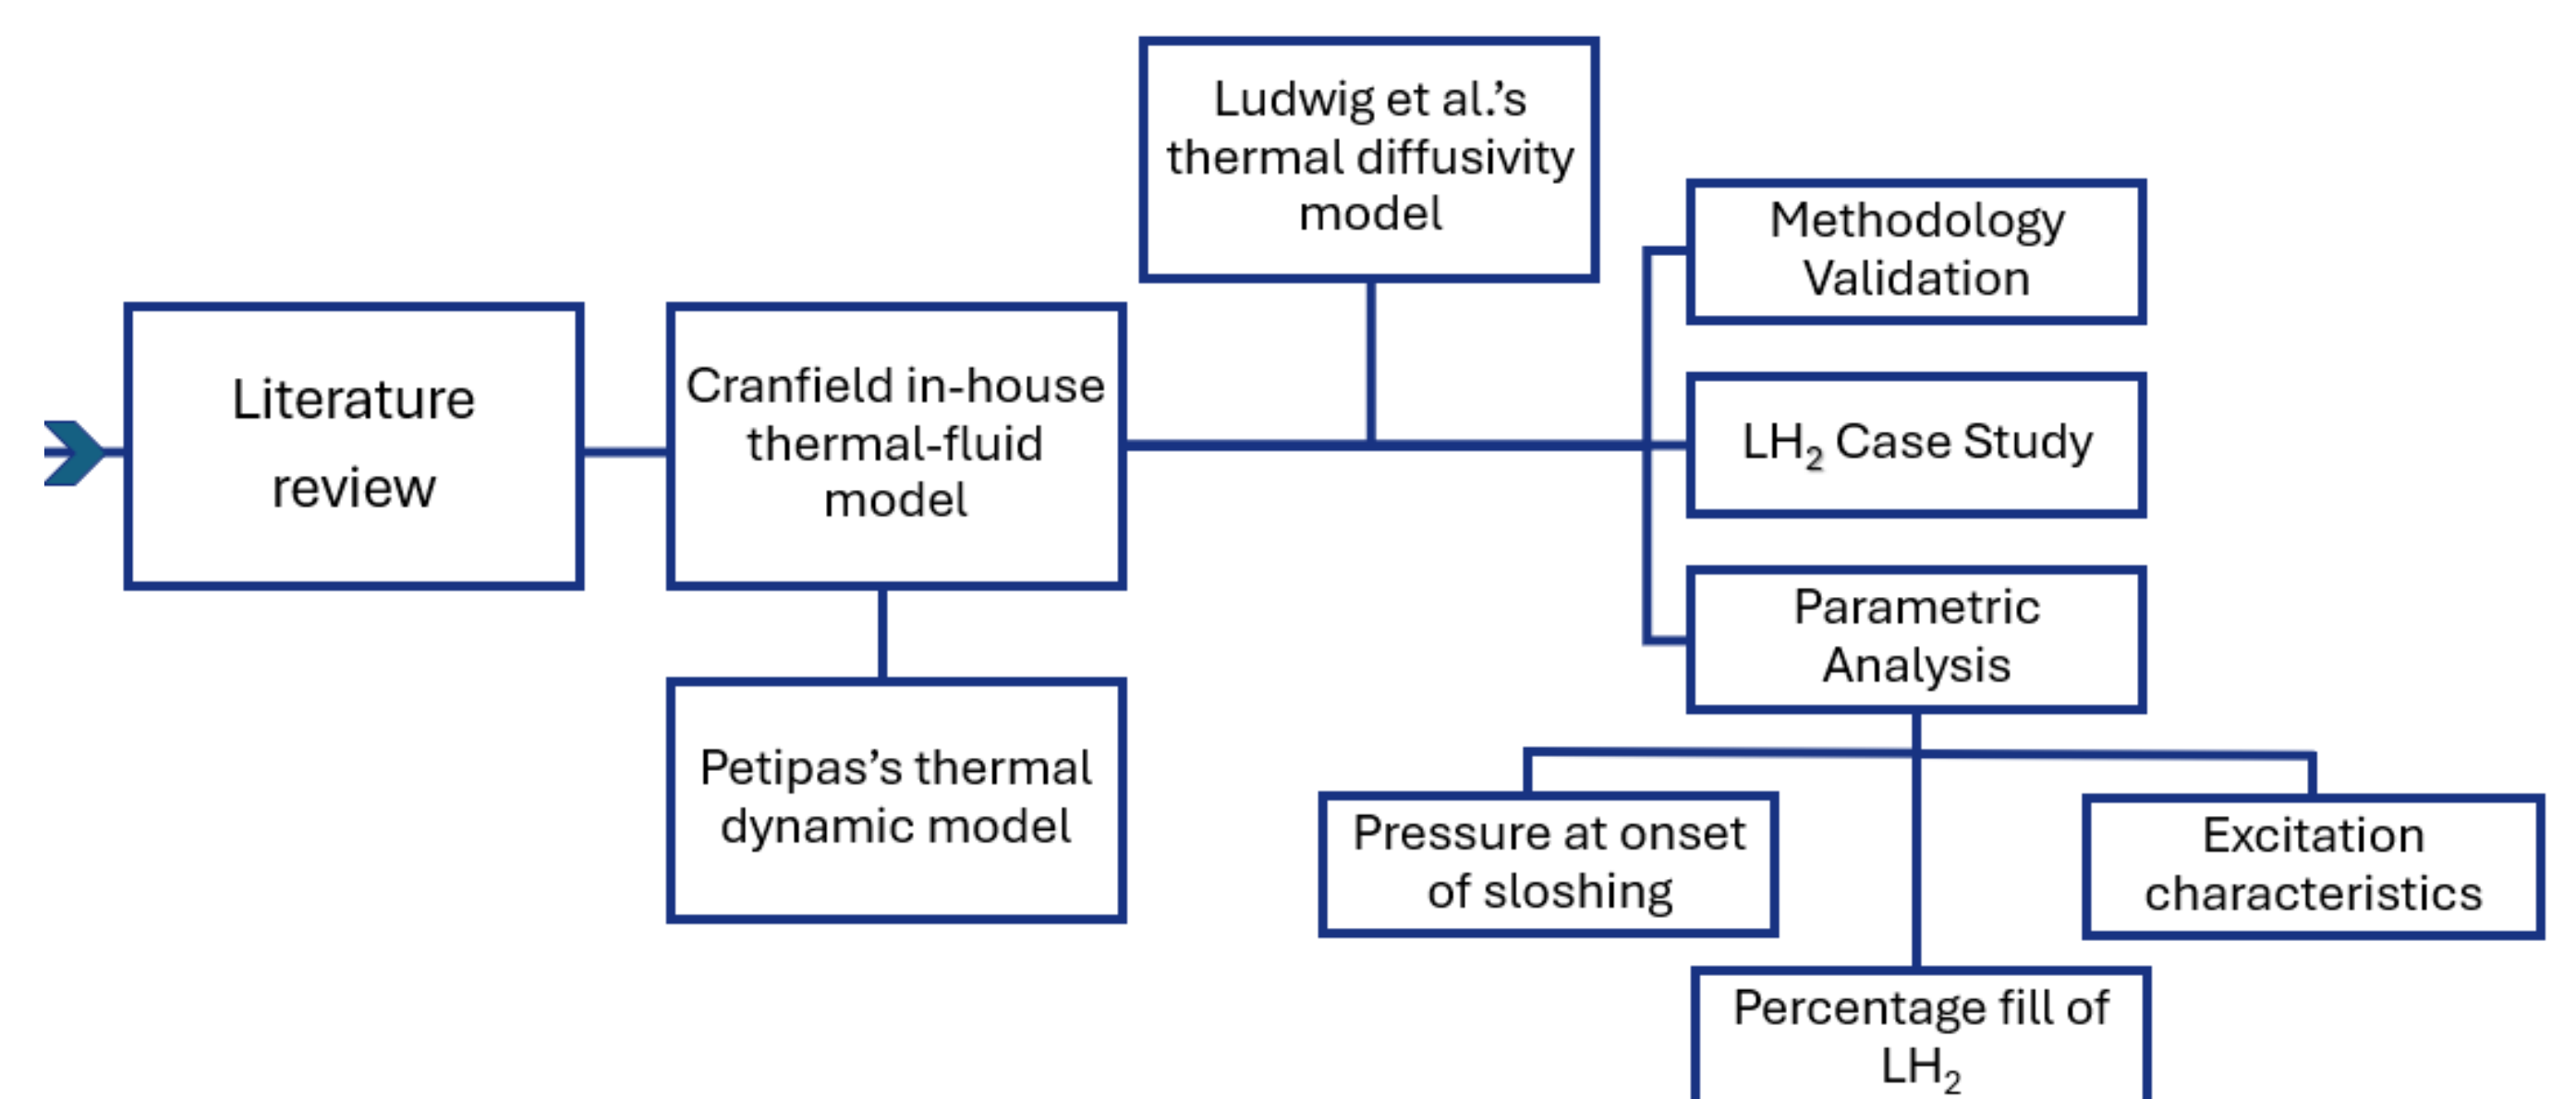 Literature
review
Cranfield in-house
thermal-fluid
model
Petipas’s thermal
dynamic model
Ludwig et al.’s
thermal diffusivity
model
Methodology
Validation
LH₂ Case Study
Parametric
Analysis
Pressure at onset
of sloshing
Percentage fill of
LH₂
Excitation
characteristics